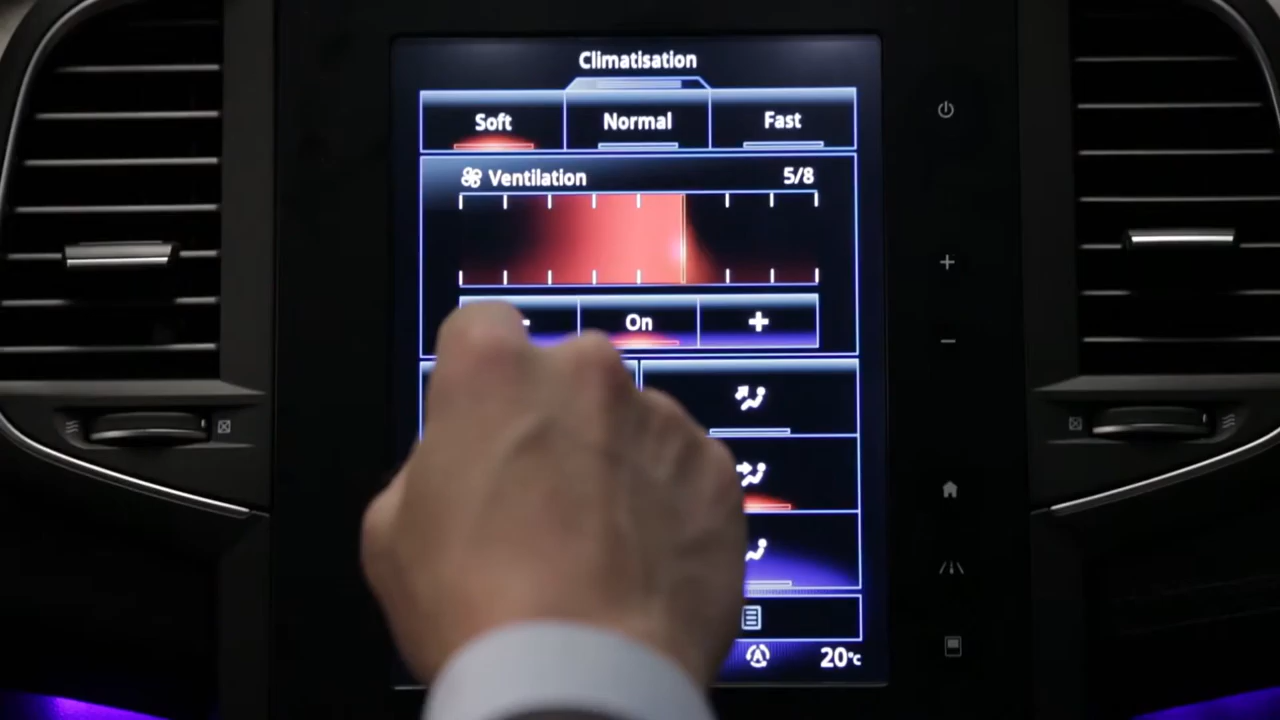 Climatisation
Soft Normal Fast
Ventilation 5/8
- On +
20°C